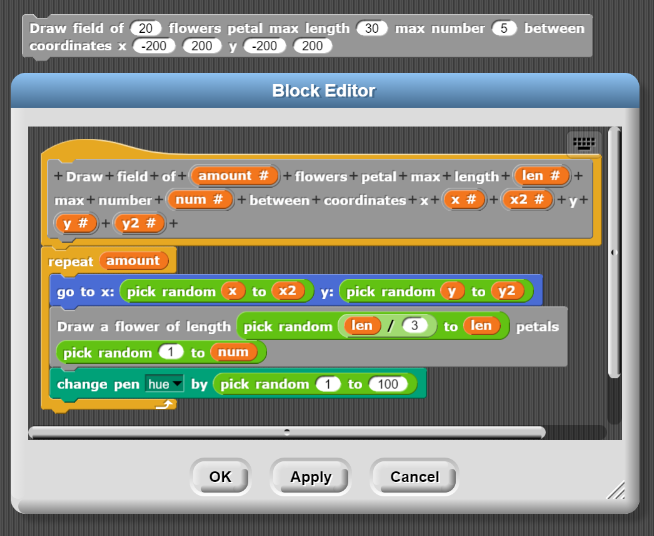 Draw field of 20 flowers petal max length 30 max number 5 between
coordinates x -200 200 y -200 200
Block Editor
+ Draw + field + of + amount # + flowers + petal + max + length + len # +
max + number + num # + between + coordinates + x + x # + x2 # + y +
y # + y2 # +
repeat amount
go to x: pick random x to x2 y: pick random y to y2
Draw a flower of length pick random len / 3 to len petals
pick random 1 to num
change pen hue by pick random 1 to 100
OK Apply Cancel